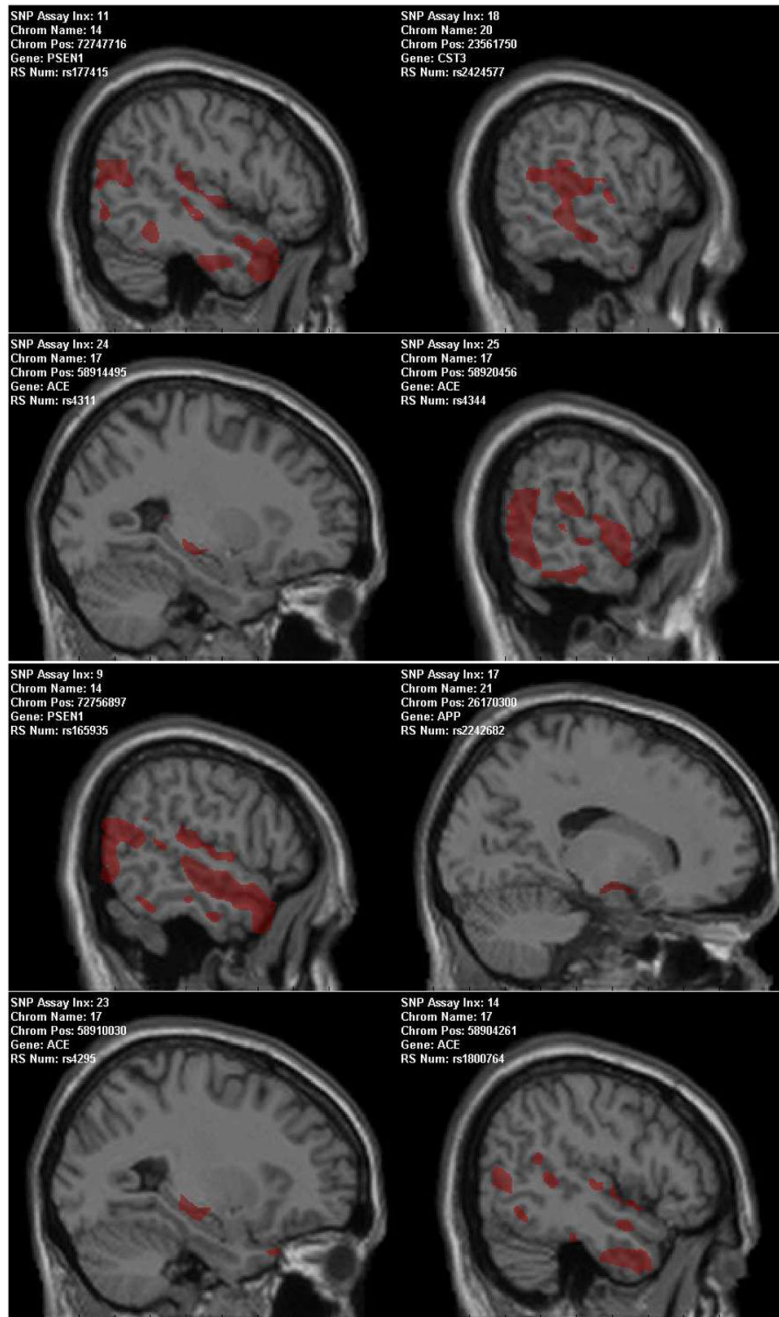 SNP Assay Inx: 11
Chrom Name: 14
Chrom Pos: 72747716
Gene: PSEN1
RS Num: rs177415
SNP Assay Inx: 18
Chrom Name: 20
Chrom Pos: 23561750
Gene: CST3
RS Num: rs2424577
SNP Assay Inx: 24
Chrom Name: 17
Chrom Pos: 58914495
Gene: ACE
RS Num: rs4311
SNP Assay Inx: 25
Chrom Name: 17
Chrom Pos: 58920456
Gene: ACE
RS Num: rs4344
SNP Assay Inx: 9
Chrom Name: 14
Chrom Pos: 72756897
Gene: PSEN1
RS Num: rs165935
SNP Assay Inx: 17
Chrom Name: 21
Chrom Pos: 26170300
Gene: APP
RS Num: rs2242682
SNP Assay Inx: 23
Chrom Name: 17
Chrom Pos: 58910030
Gene: ACE
RS Num: rs4295
SNP Assay Inx: 14
Chrom Name: 17
Chrom Pos: 58904261
Gene: ACE
RS Num: rs1800764